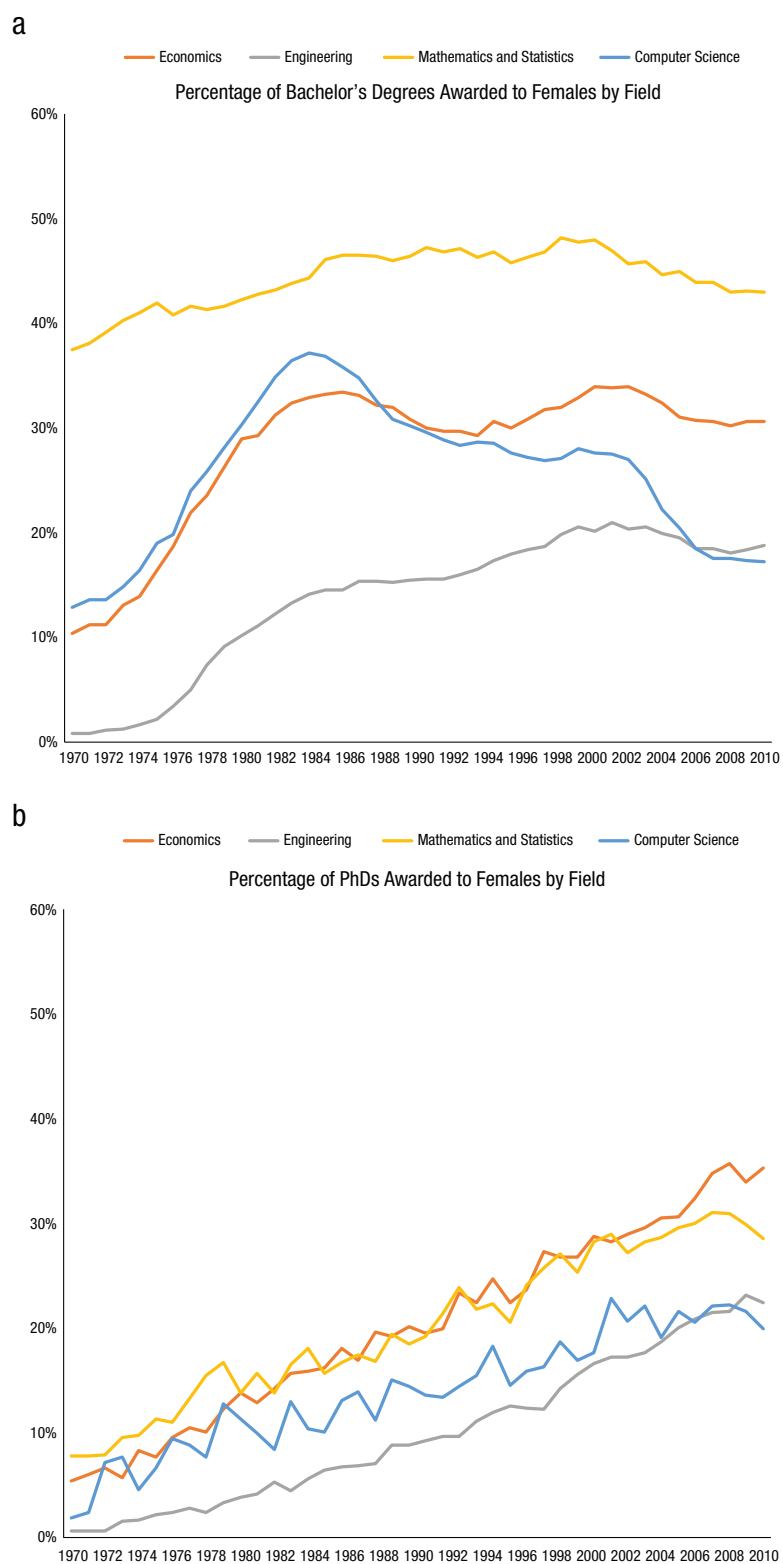 a
Economics Engineering Mathematics and Statistics Computer Science
Percentage of Bachelor’s Degrees Awarded to Females by Field
60%
50%
40%
30%
20%
10%
0%
1970 1972 1974 1976 1978 1980 1982 1984 1986 1988 1990 1992 1994 1996 1998 2000 2002 2004 2006 2008 2010
b
Economics Engineering Mathematics and Statistics Computer Science
Percentage of PhDs Awarded to Females by Field
60%
50%
40%
30%
20%
10%
0%
1970 1972 1974 1976 1978 1980 1982 1984 1986 1988 1990 1992 1994 1996 1998 2000 2002 2004 2006 2008 2010